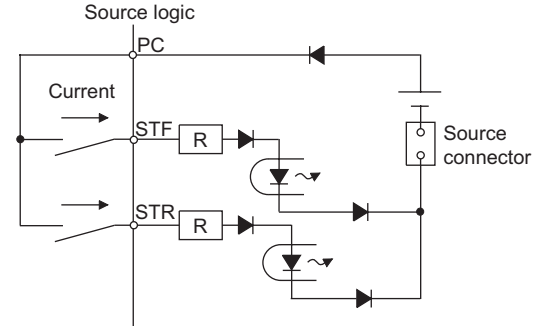 Source logic
PC
Current
STF
R
Source
connector
STR
R